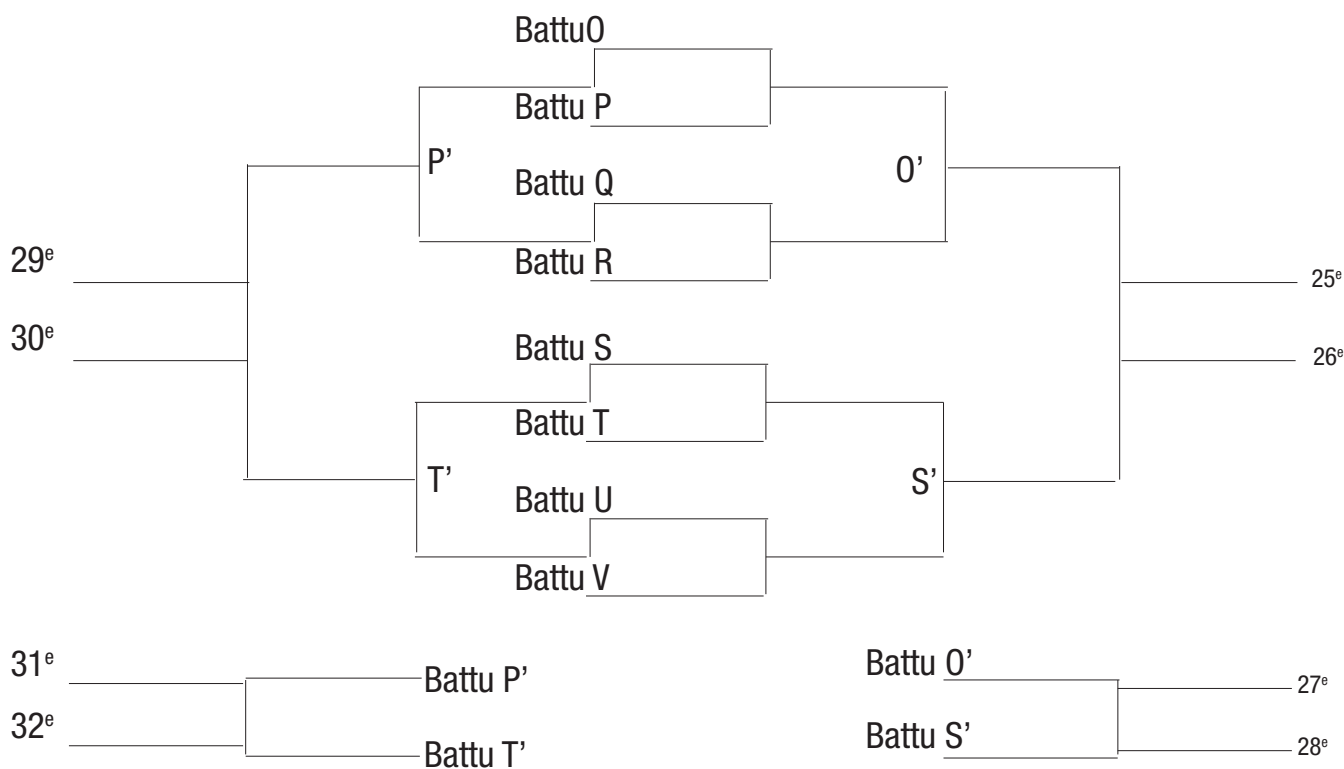 BattuO
Battu P
P’
O’
Battu Q
29e
Battu R
25e
30e
Battu S
26e
Battu T
T’
S’
Battu U
Battu V
31e
Battu P’
Battu O’
27e
32e
Battu T’
Battu S’
28e